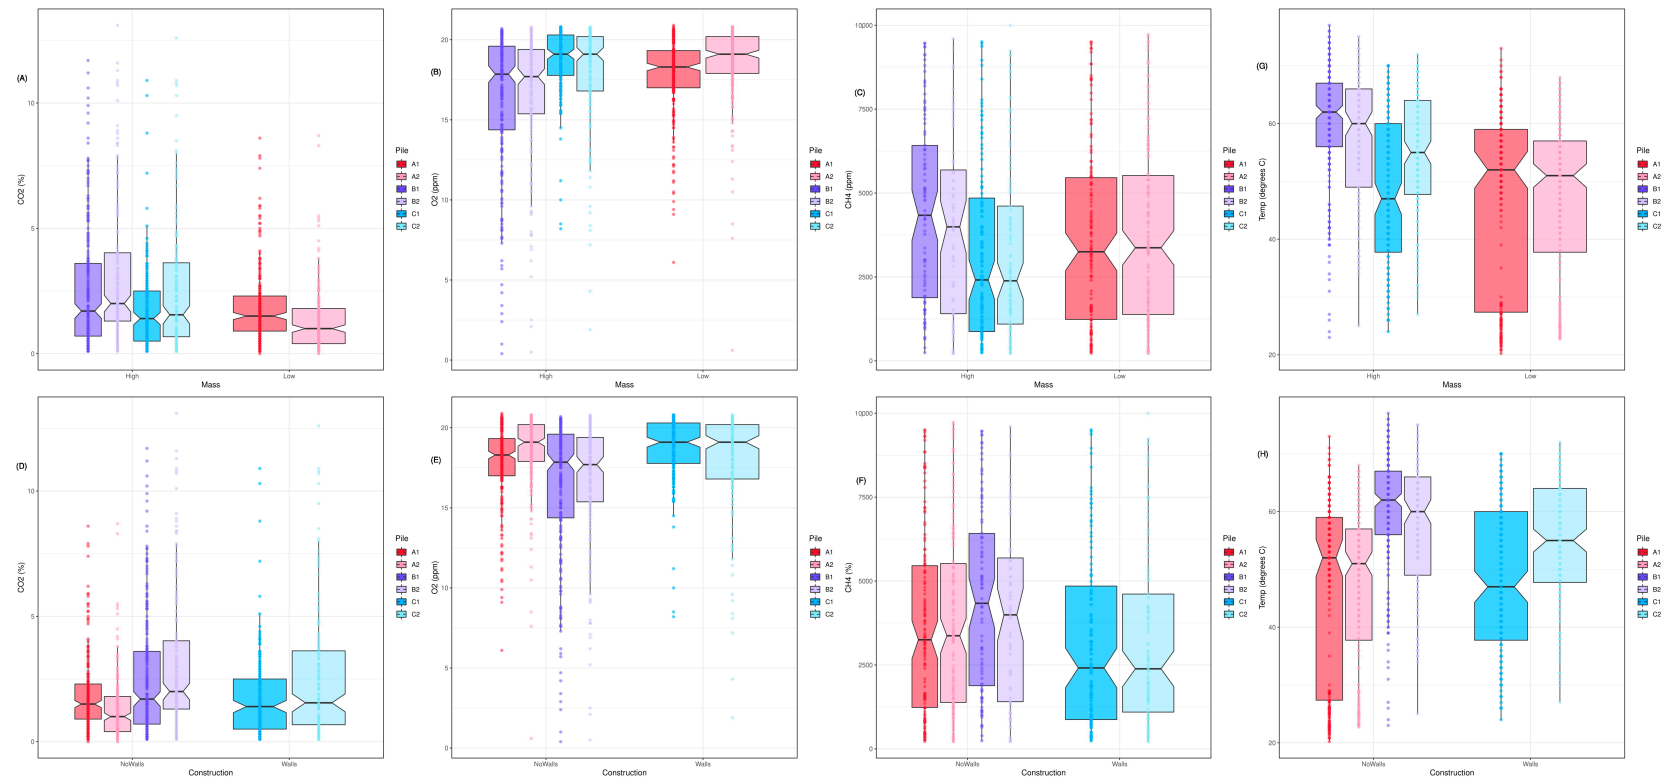 (A)
CO2 (%)
10
5
0
High
Low
Mass
Pile
A1
A2
B1
B2
C1
C2
(B)
O2 (ppm)
20
15
10
5
0
High
Low
Mass
Pile
A1
A2
B1
B2
C1
C2
(C)
CH4 (ppm)
10000
7500
5000
2500
0
High
Low
Mass
Pile
A1
A2
B1
B2
C1
C2
(G)
Temp (degrees C)
60
40
20
High
Low
Mass
Pile
A1
A2
B1
B2
C1
C2
(D)
CO2 (%)
10
5
0
NoWalls
Walls
Construction
Pile
A1
A2
B1
B2
C1
C2
(E)
O2 (ppm)
20
15
10
5
0
NoWalls
Walls
Construction
Pile
A1
A2
B1
B2
C1
C2
(F)
CH4 (%)
10000
7500
5000
2500
0
NoWalls
Walls
Construction
Pile
A1
A2
B1
B2
C1
C2
(H)
Temp (degrees C)
60
40
20
NoWalls
Walls
Construction
Pile
A1
A2
B1
B2
C1
C2